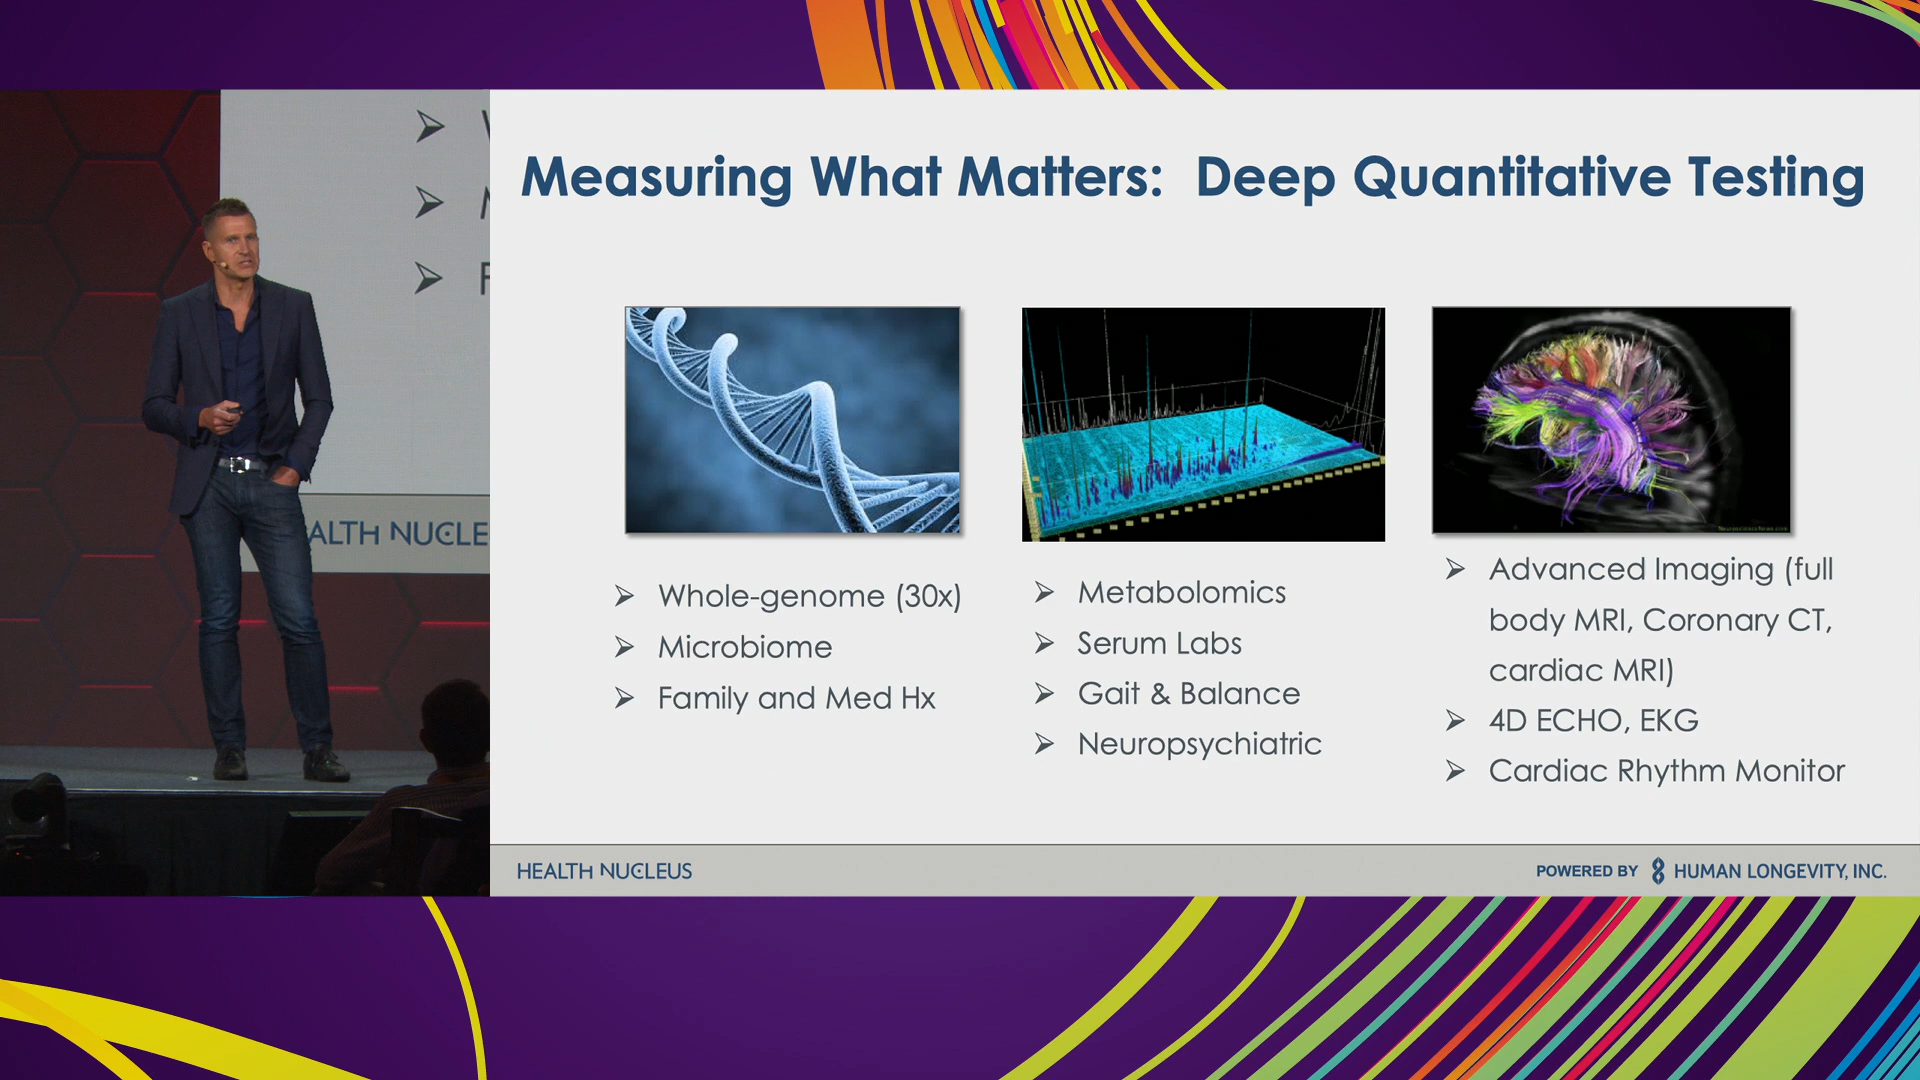 Measuring What Matters: Deep Quantitative Testing
➢ Whole-genome (30x)
➢ Microbiome
➢ Family and Med Hx
➢ Metabolomics
➢ Serum Labs
➢ Gait & Balance
➢ Neuropsychiatric
➢ Advanced Imaging (full
body MRI, Coronary CT,
cardiac MRI)
➢ 4D ECHO, EKG
➢ Cardiac Rhythm Monitor
HEALTH NUCLEUS
POWERED BY HUMAN LONGEVITY, INC.
ALTH NUCLE